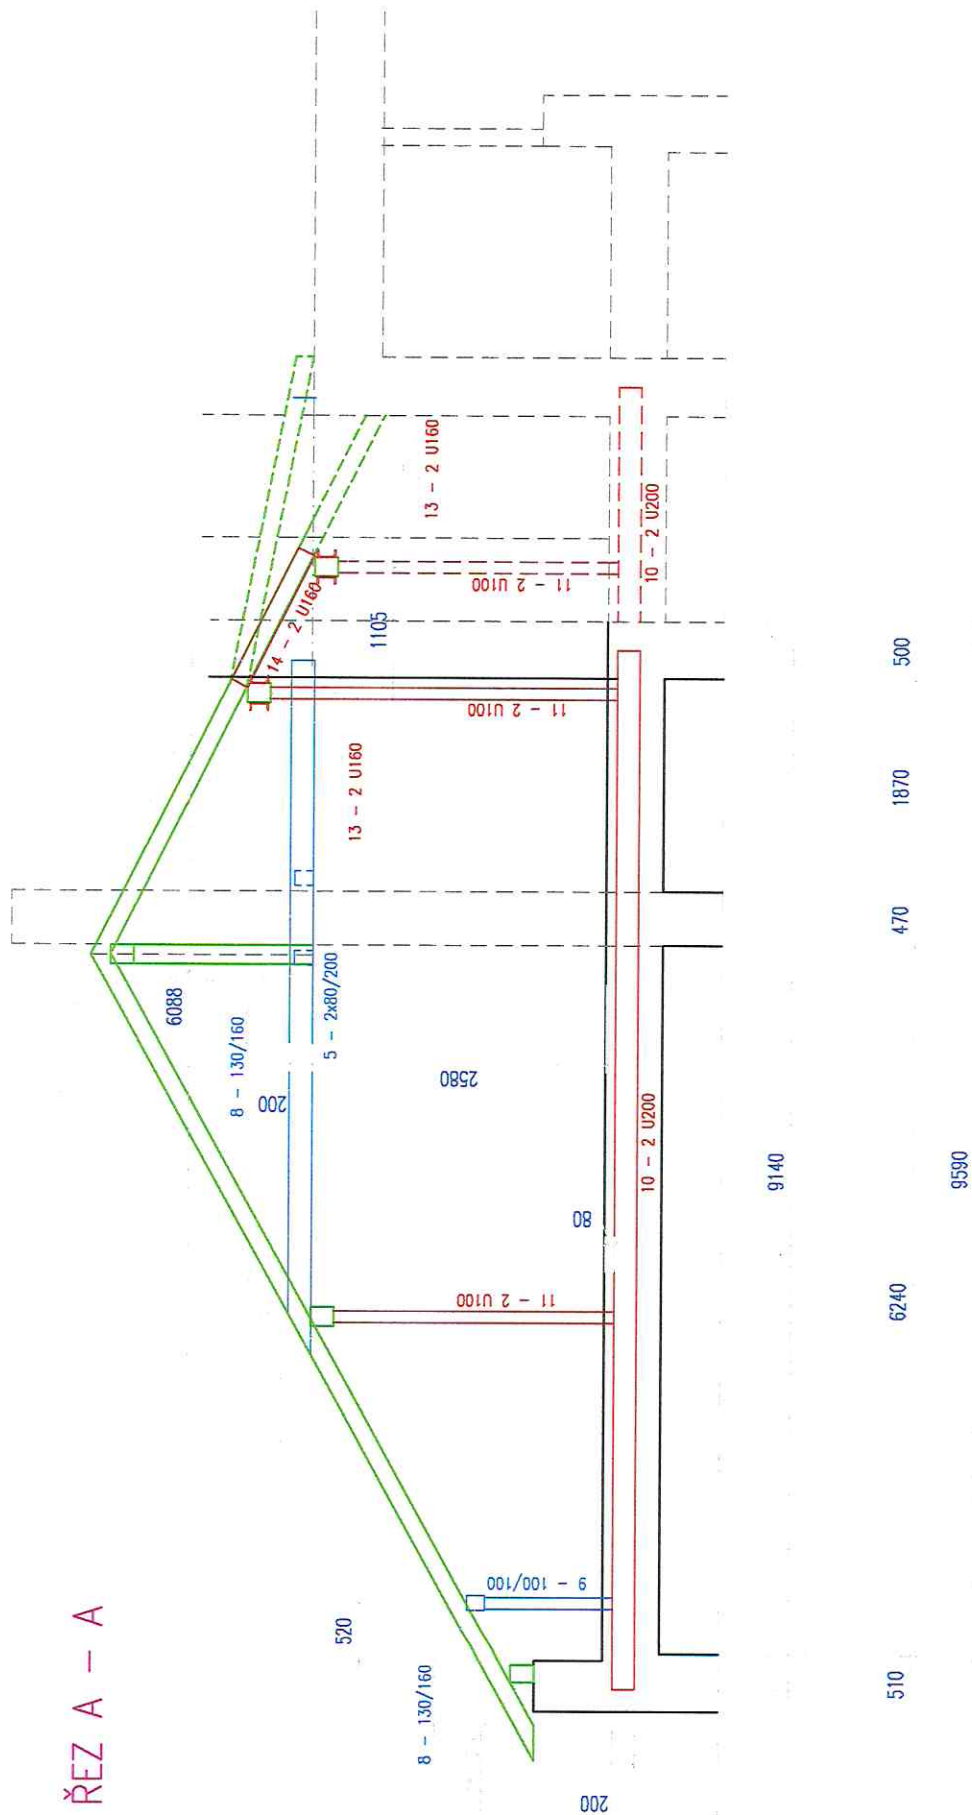 ŘEZ A - A
6088
8 - 130/160
200
5 - 2x80/200
2580
80
14 - 2 U160
1105
13 - 2 U160
13 - 2 U160
11 - 2 U100
11 - 2 U100
11 - 2 U100
10 - 2 U200
10 - 2 U200
520
9 - 100/100
8 - 130/160
200
510
6240
470
1870
500
9140
9590